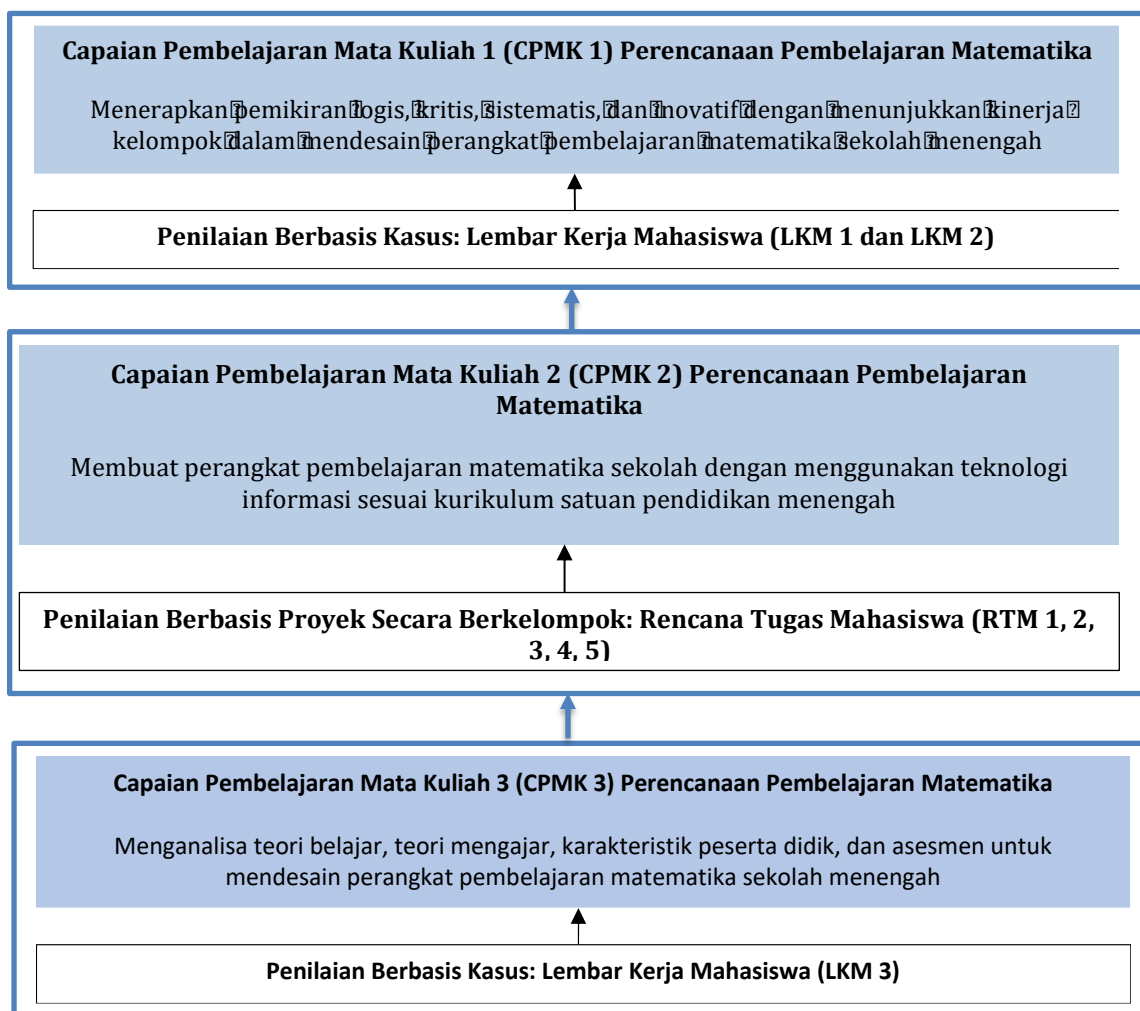 Capaian Pembelajaran Mata Kuliah 1 (CPMK 1) Perencanaan Pembelajaran Matematika
Menerapkan pemikiran logis, kritis, sistematis, dan inovatif dengan menunjukkan kinerja
kelompok dalam mendesain perangkat pembelajaran matematika sekolah menengah
Penilaian Berbasis Kasus: Lembar Kerja Mahasiswa (LKM 1 dan LKM 2)
Capaian Pembelajaran Mata Kuliah 2 (CPMK 2) Perencanaan Pembelajaran
Matematika
Membuat perangkat pembelajaran matematika sekolah dengan menggunakan teknologi
informasi sesuai kurikulum satuan pendidikan menengah
Penilaian Berbasis Proyek Secara Berkelompok: Rencana Tugas Mahasiswa (RTM 1, 2,
3, 4, 5)
Capaian Pembelajaran Mata Kuliah 3 (CPMK 3) Perencanaan Pembelajaran Matematika
Menganalisa teori belajar, teori mengajar, karakteristik peserta didik, dan asesmen untuk
mendesain perangkat pembelajaran matematika sekolah menengah
Penilaian Berbasis Kasus: Lembar Kerja Mahasiswa (LKM 3)